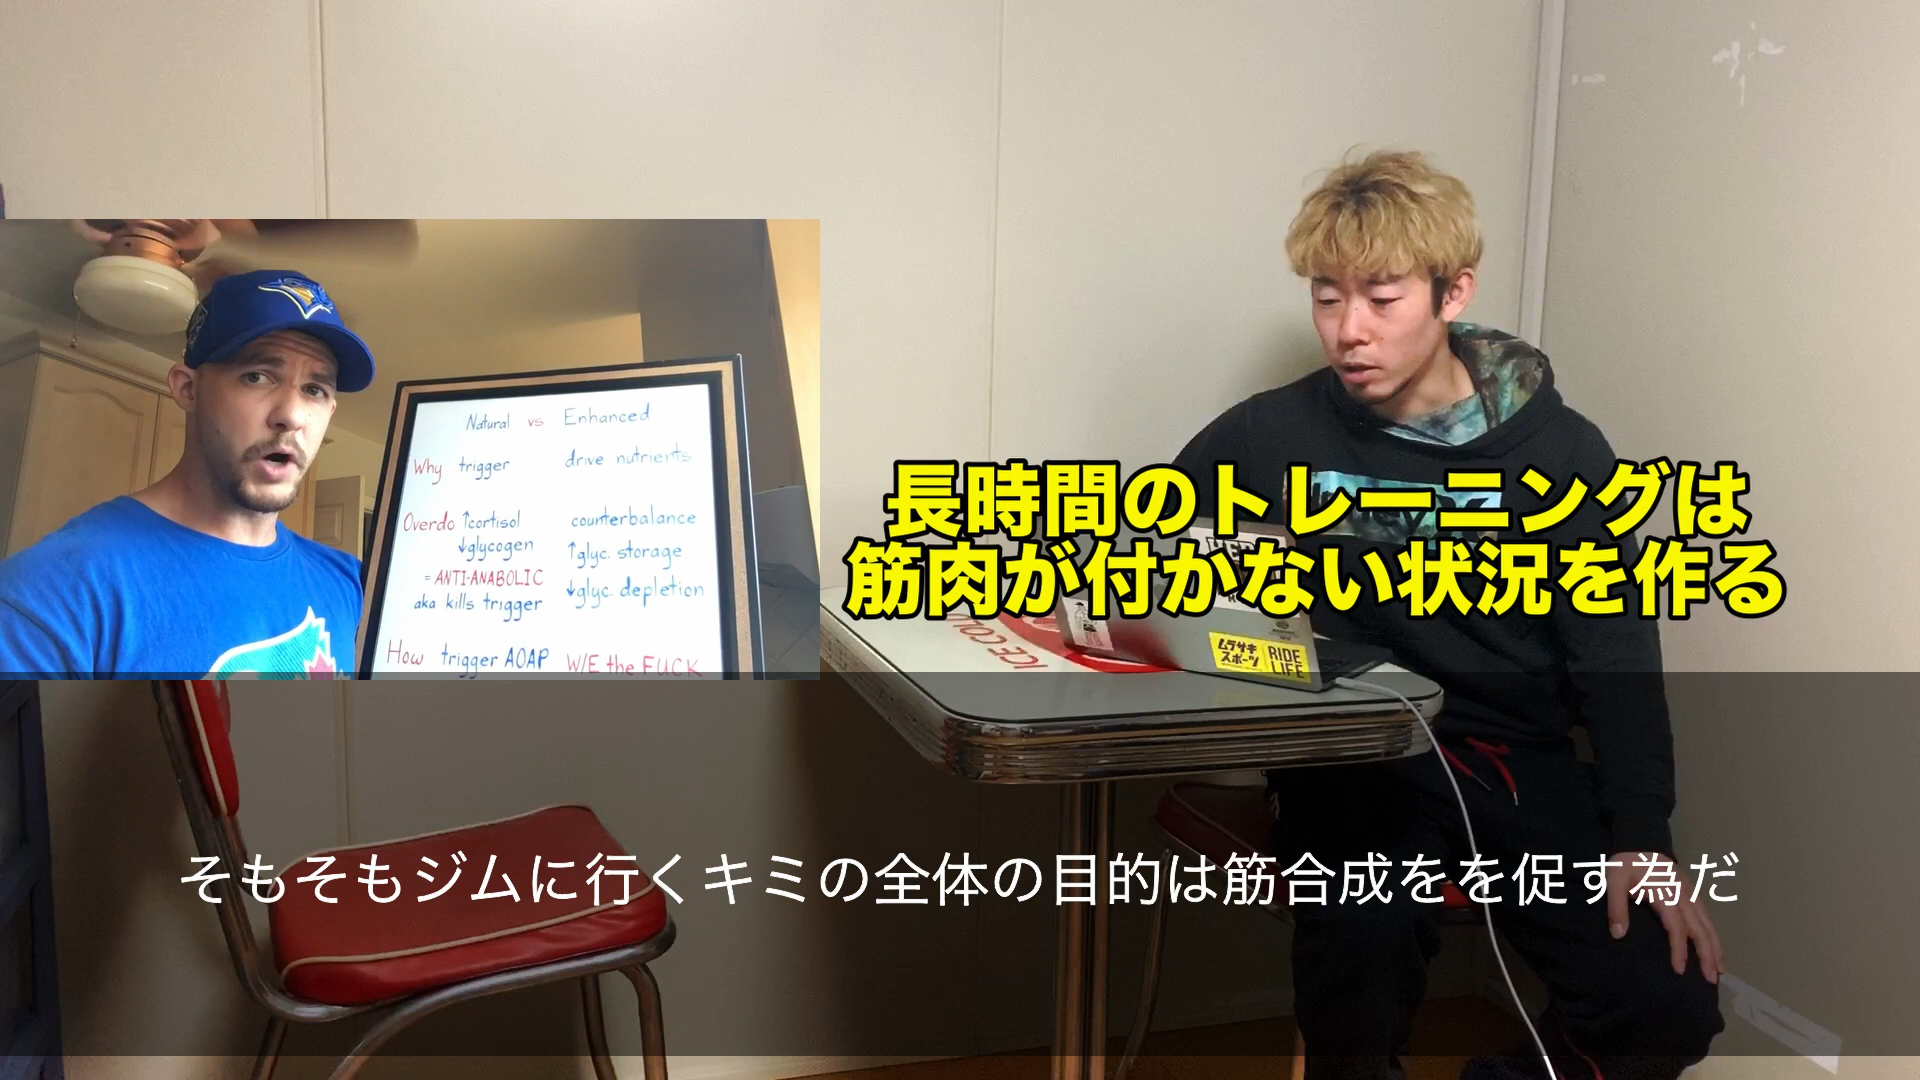 Natural vs. Enhanced
Why trigger drive nutrients
Overdo ↑cortisol counterbalance
↓glycogen ↑glyc. storage
= ANTI-ANABOLIC ↓glyc. depletion
aka kills trigger
How trigger AOAP W/E the FUCK
長時間のトレーニングは
筋肉が付かない状況を作る
ICE COL
ムラサキ
スポーツ
RIDE
LIFE
そもそもジムに行くキミの全体の目的は筋合成をを促す為だ